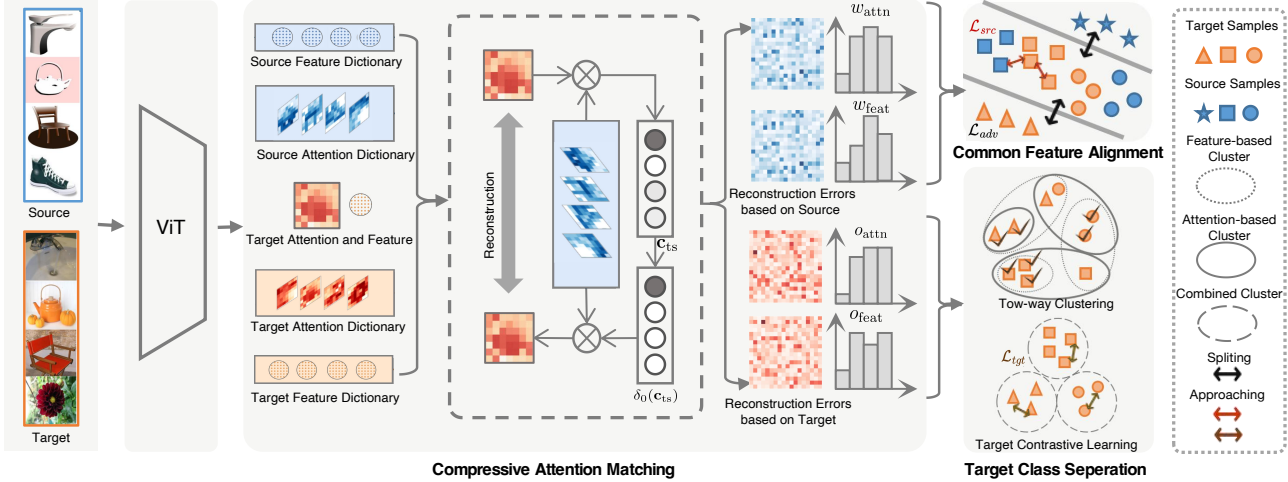 Source
Target
ViT
Source Feature Dictionary
Source Attention Dictionary
Target Attention and Feature
Target Attention Dictionary
Target Feature Dictionary
Reconstruction
c_ts
δ_0(c_ts)
w_attn
w_feat
Reconstruction Errors
based on Source
o_attn
o_feat
Reconstruction Errors
based on Target
Compressive Attention Matching
L_src
L_adv
Common Feature Alignment
Tow-way Clustering
L_tgt
Target Contrastive Learning
Target Class Seperation
Target Samples
Source Samples
Feature-based
Cluster
Attention-based
Cluster
Combined Cluster
Spliting
Approaching